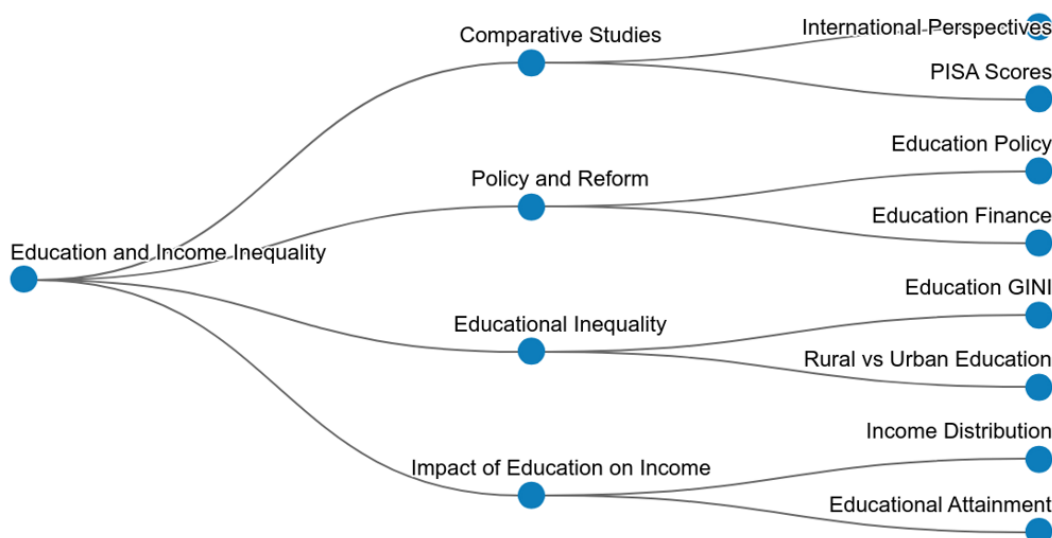 Comparative Studies
International Perspectives
PISA Scores
Education Policy
Policy and Reform
Education Finance
Education and Income Inequality
Education GINI
Educational Inequality
Rural vs Urban Education
Income Distribution
Impact of Education on Income
Educational Attainment